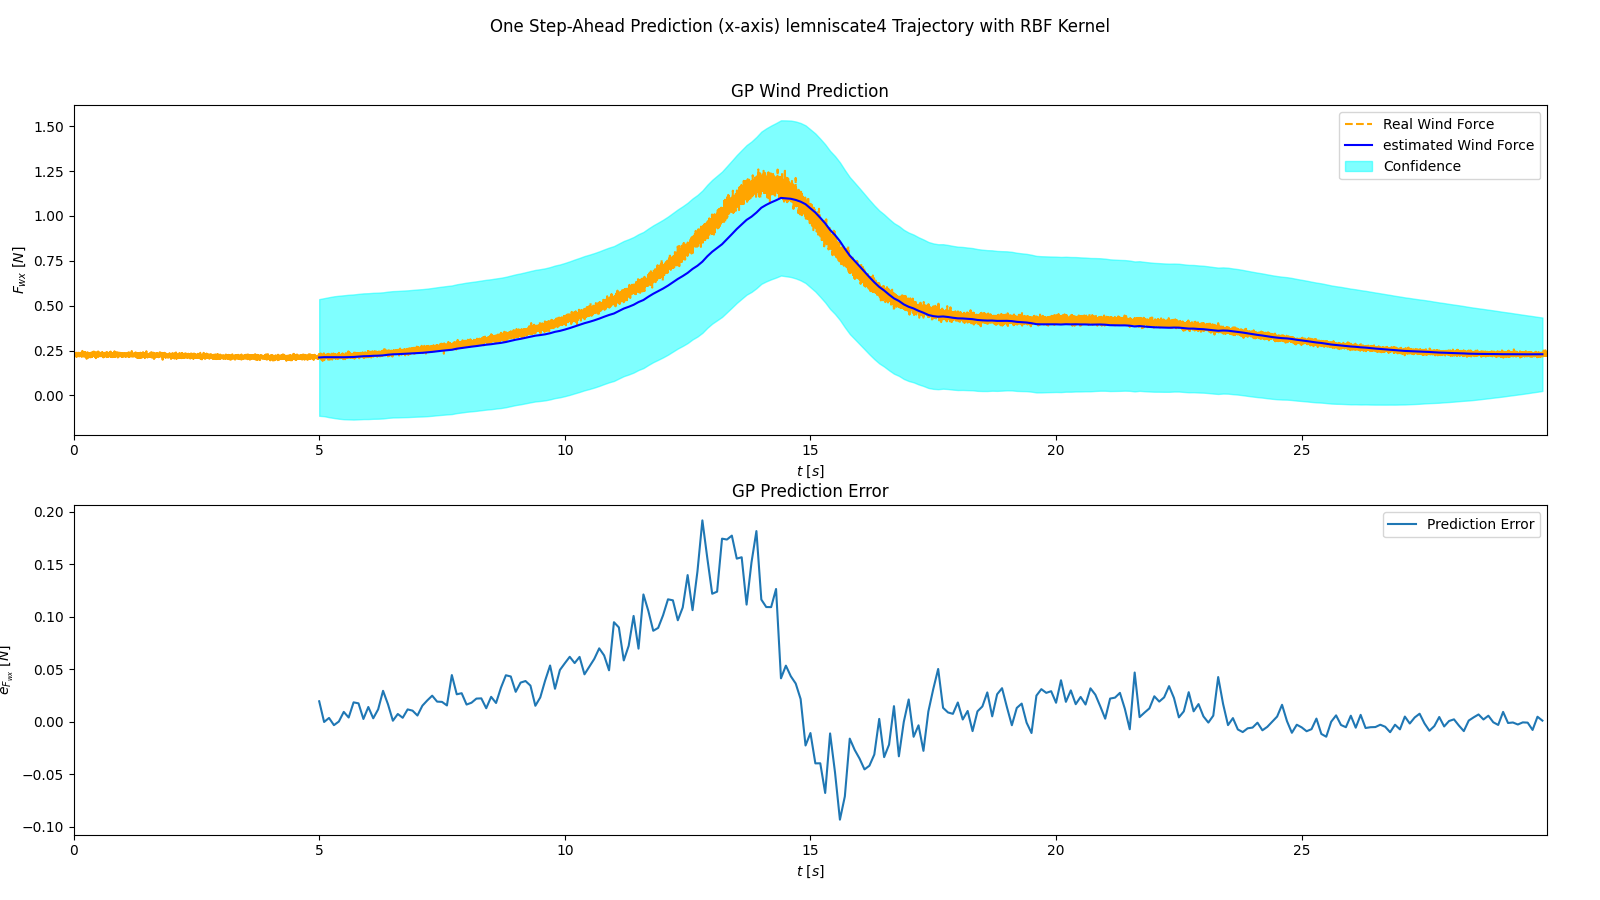 One Step-Ahead Prediction (x-axis) lemniscate4 Trajectory with RBF Kernel
GP Wind Prediction
1.50
1.25
1.00
0.75
0.50
0.25
0.00
F_wx [N]
Real Wind Force
estimated Wind Force
Confidence
0 5 10 15 20 25
t [s]
GP Prediction Error
0.20
0.15
0.10
0.05
0.00
−0.05
−0.10
e_F_wx [N]
Prediction Error
0 5 10 15 20 25
t [s]